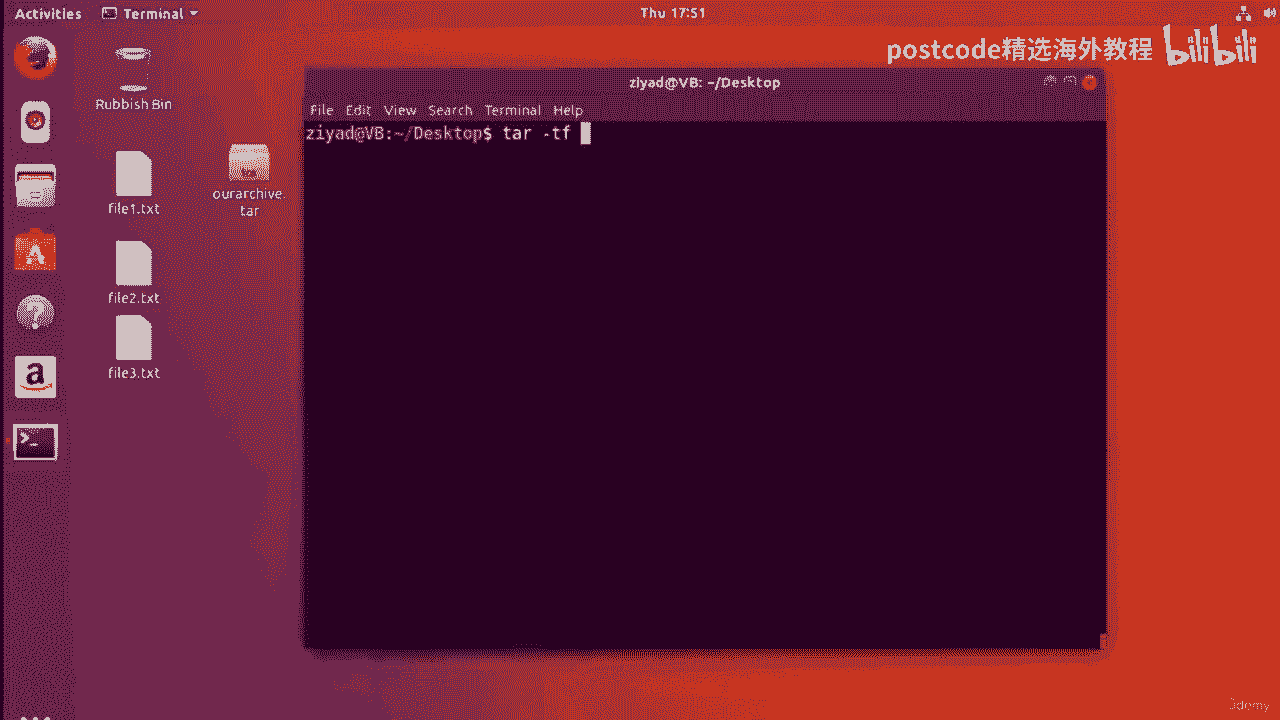 Activities
Terminal
Thu 17:51
postcode精选海外教程
bilibili
Rubbish Bin
file1.txt
ourarchive.
tar
file2.txt
file3.txt
ziyad@VB: ~/Desktop
File Edit View Search Terminal Help
ziyad@VB:~/Desktop$ tar -tf
Udemy